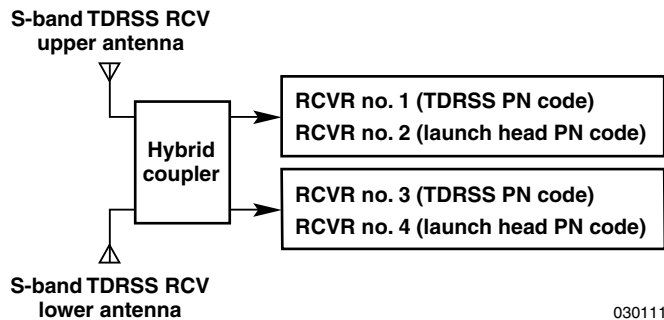 S-band TDRSS RCV
upper antenna
RCVR no. 1 (TDRSS PN code)
RCVR no. 2 (launch head PN code)
Hybrid
coupler
RCVR no. 3 (TDRSS PN code)
RCVR no. 4 (launch head PN code)
S-band TDRSS RCV
lower antenna
030111